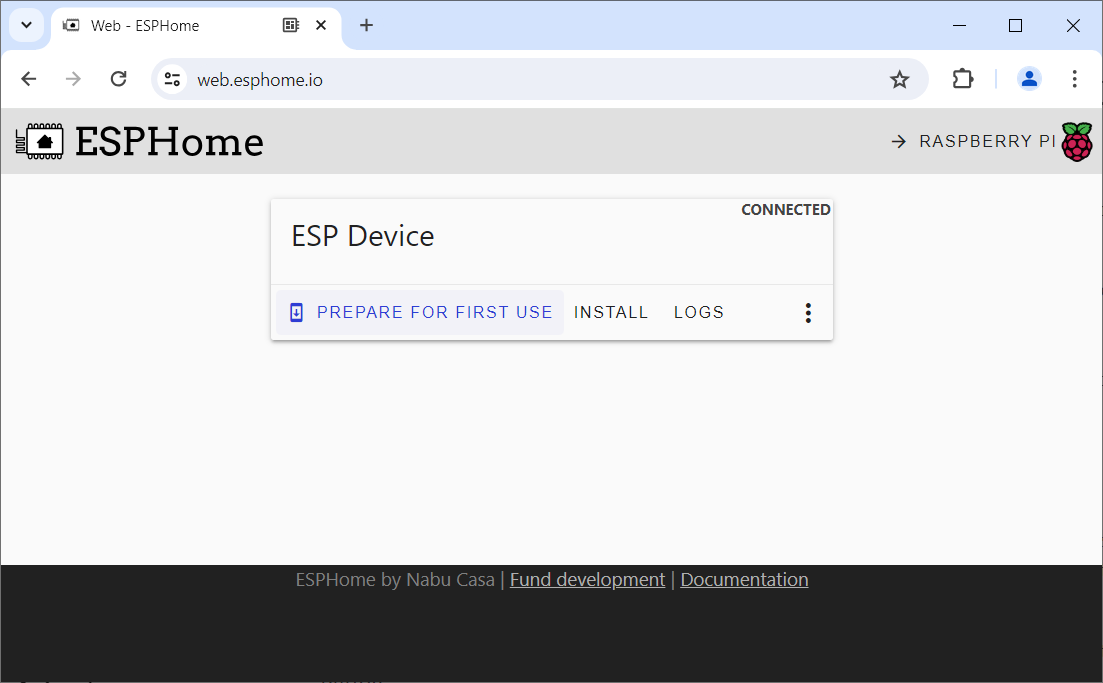 Web - ESPHome
web.esphome.io
ESPHome
RASPBERRY PI
CONNECTED
ESP Device
PREPARE FOR FIRST USE INSTALL LOGS
ESPHome by Nabu Casa | Fund development | Documentation